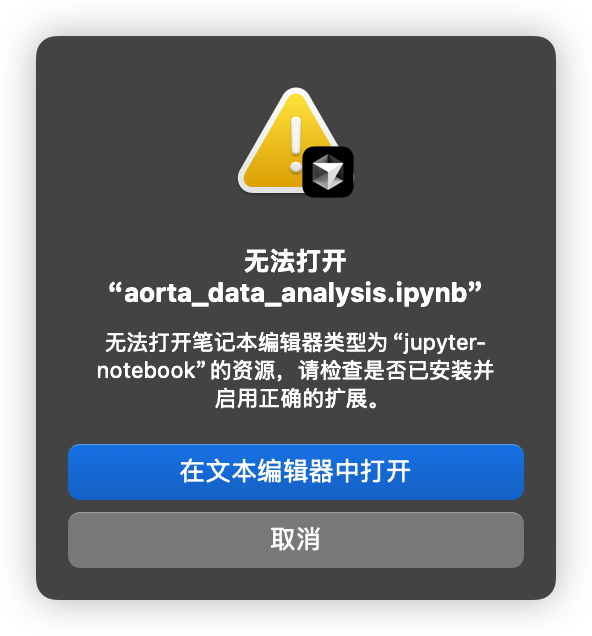 无法打开
“aorta_data_analysis.ipynb”
无法打开笔记本编辑器类型为“jupyter-
notebook”的资源，请检查是否已安装并
启用正确的扩展。
在文本编辑器中打开
取消